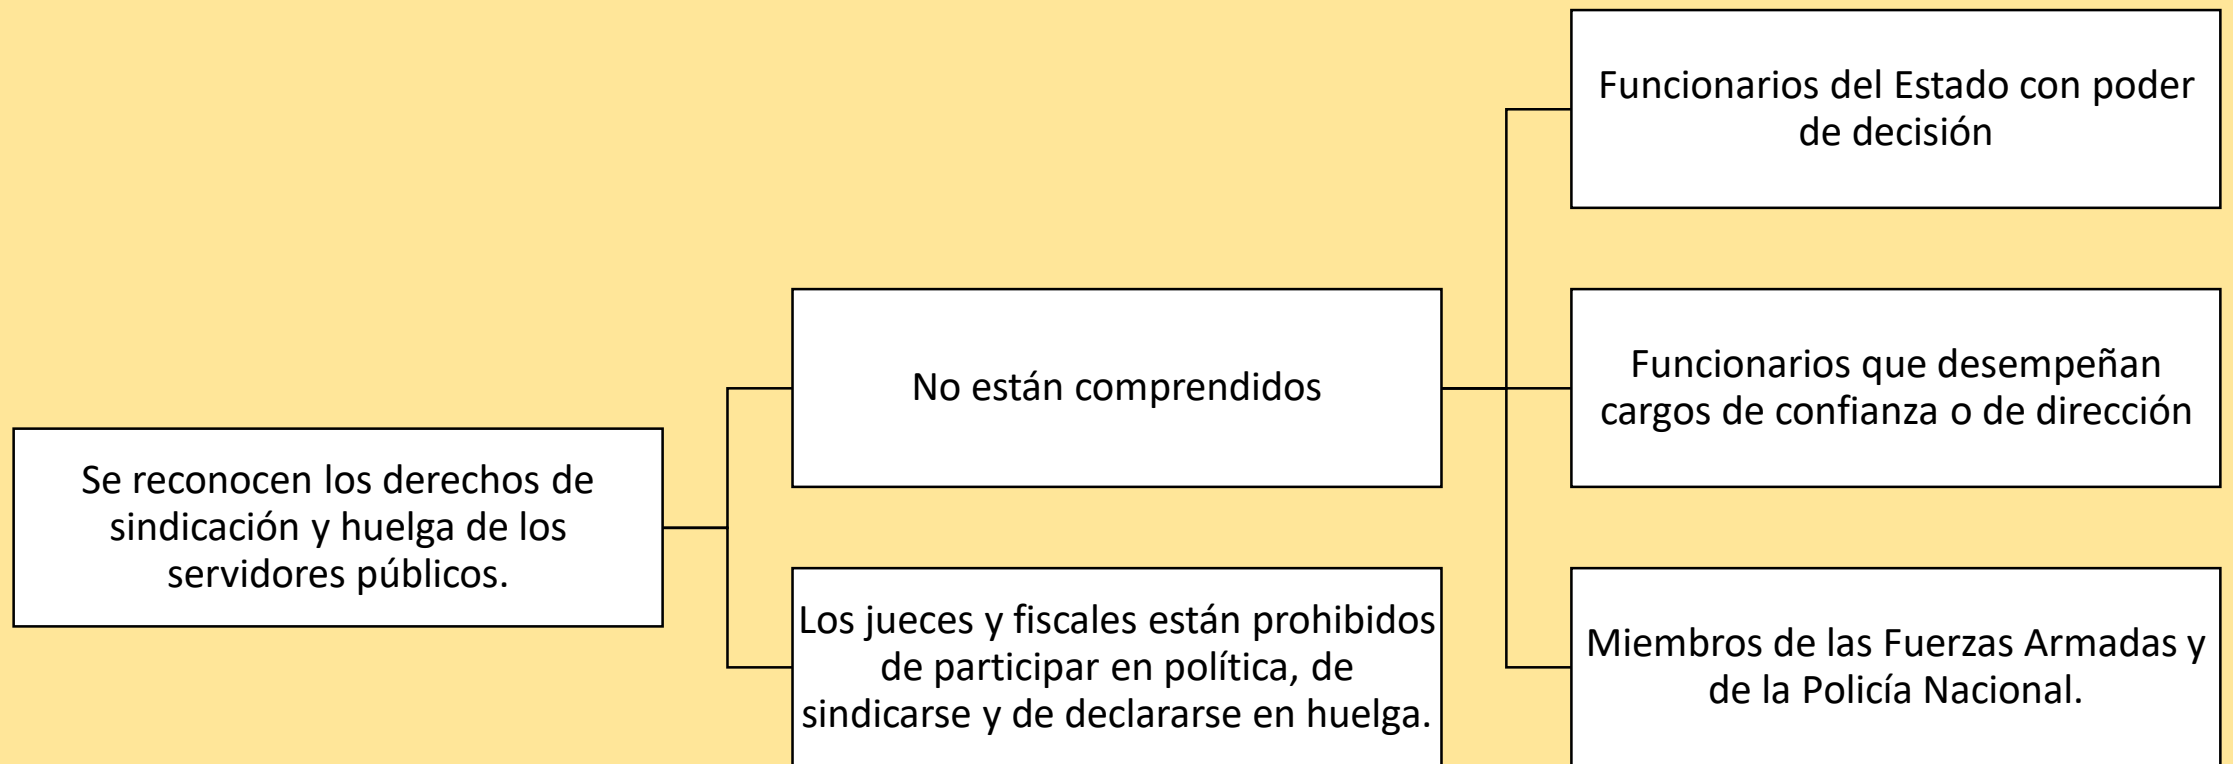 Se reconocen los derechos de
sindicación y huelga de los
servidores públicos.
No están comprendidos
Funcionarios del Estado con poder
de decisión
Funcionarios que desempeñan
cargos de confianza o de dirección
Miembros de las Fuerzas Armadas y
de la Policía Nacional.
Los jueces y fiscales están prohibidos
de participar en política, de
sindicarse y de declararse en huelga.